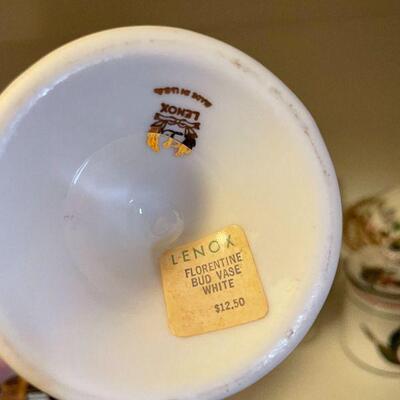 MADE IN U.S.A.
LENOX
LENOX
FLORENTINE
BUD VASE
WHITE
$12.50